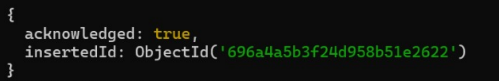 {
  acknowledged: true,
  insertedId: ObjectId('696a4a5b3f24d958b51e2622')
}